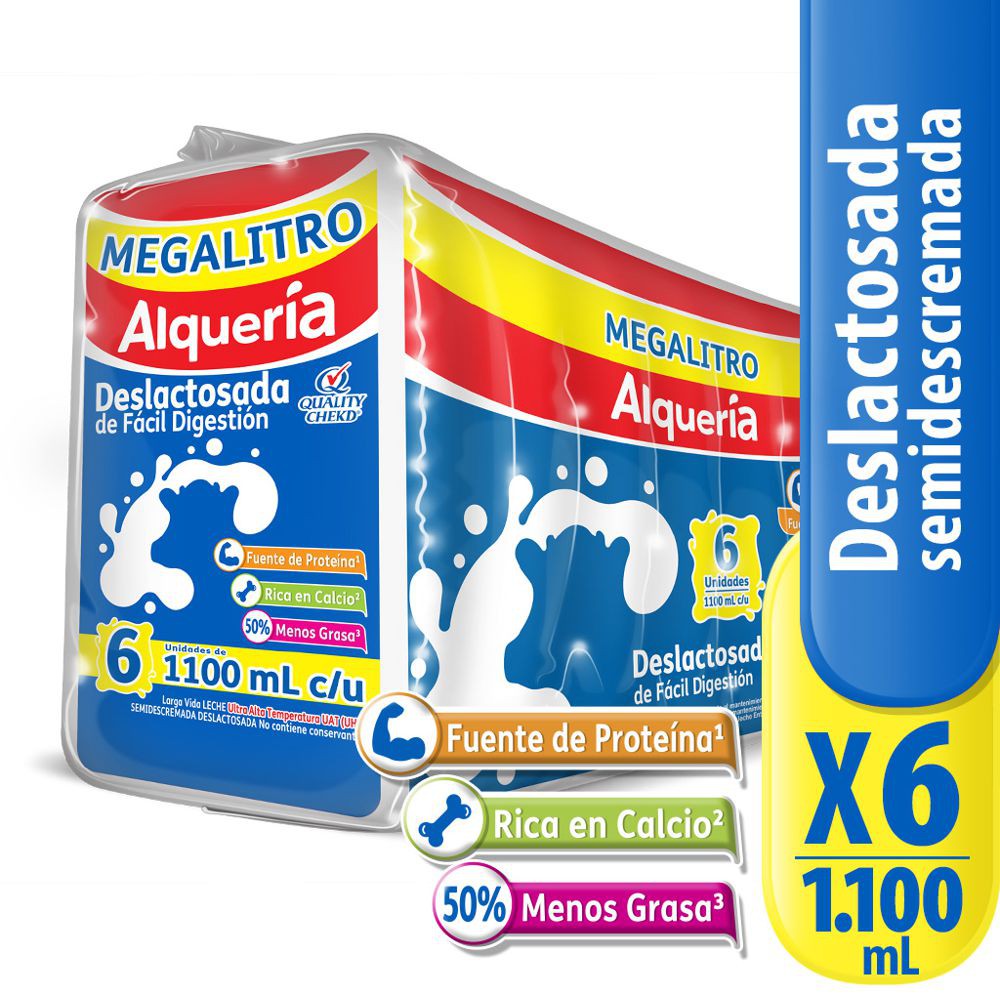 MEGALITRO
Alquería
Deslactosada
de Fácil Digestión
QUALITY
CHEKD®
Fuente de Proteína¹
Rica en Calcio²
50% Menos Grasa³
6 Unidades de
1100 mL c/u
Larga Vida LECHE Ultra Alta Temperatura UAT (UH
SEMIDESCREMADA DESLACTOSADA No contiene conservant
MEGALITRO
Alquería
6
Unidades
1100 mL c/u
Deslactosad
de Fácil Digestión
Fuente de Proteína¹
Rica en Calcio²
50% Menos Grasa³
Deslactosada
semidescremada
X6
1.100
mL